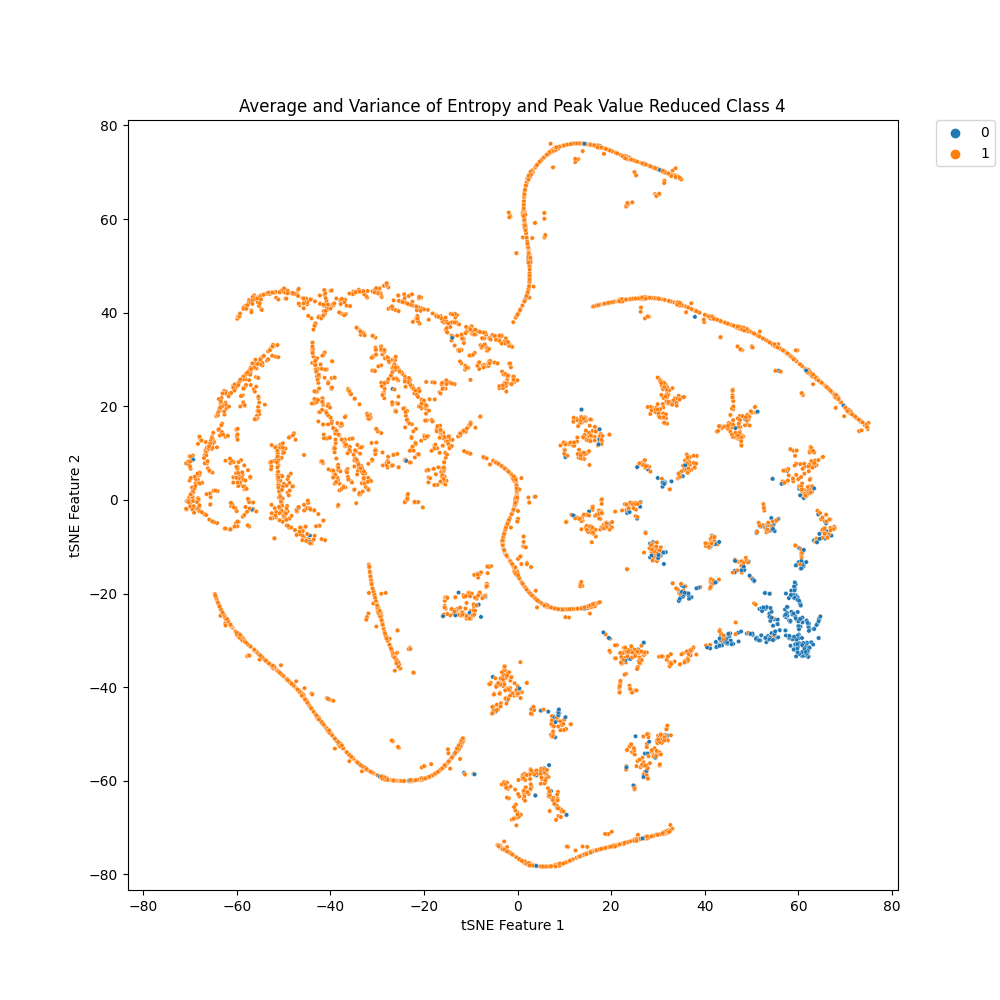 Average and Variance of Entropy and Peak Value Reduced Class 4
0
1
80
60
40
20
0
−20
−40
−60
−80
tSNE Feature 2
−80 −60 −40 −20 0 20 40 60 80
tSNE Feature 1